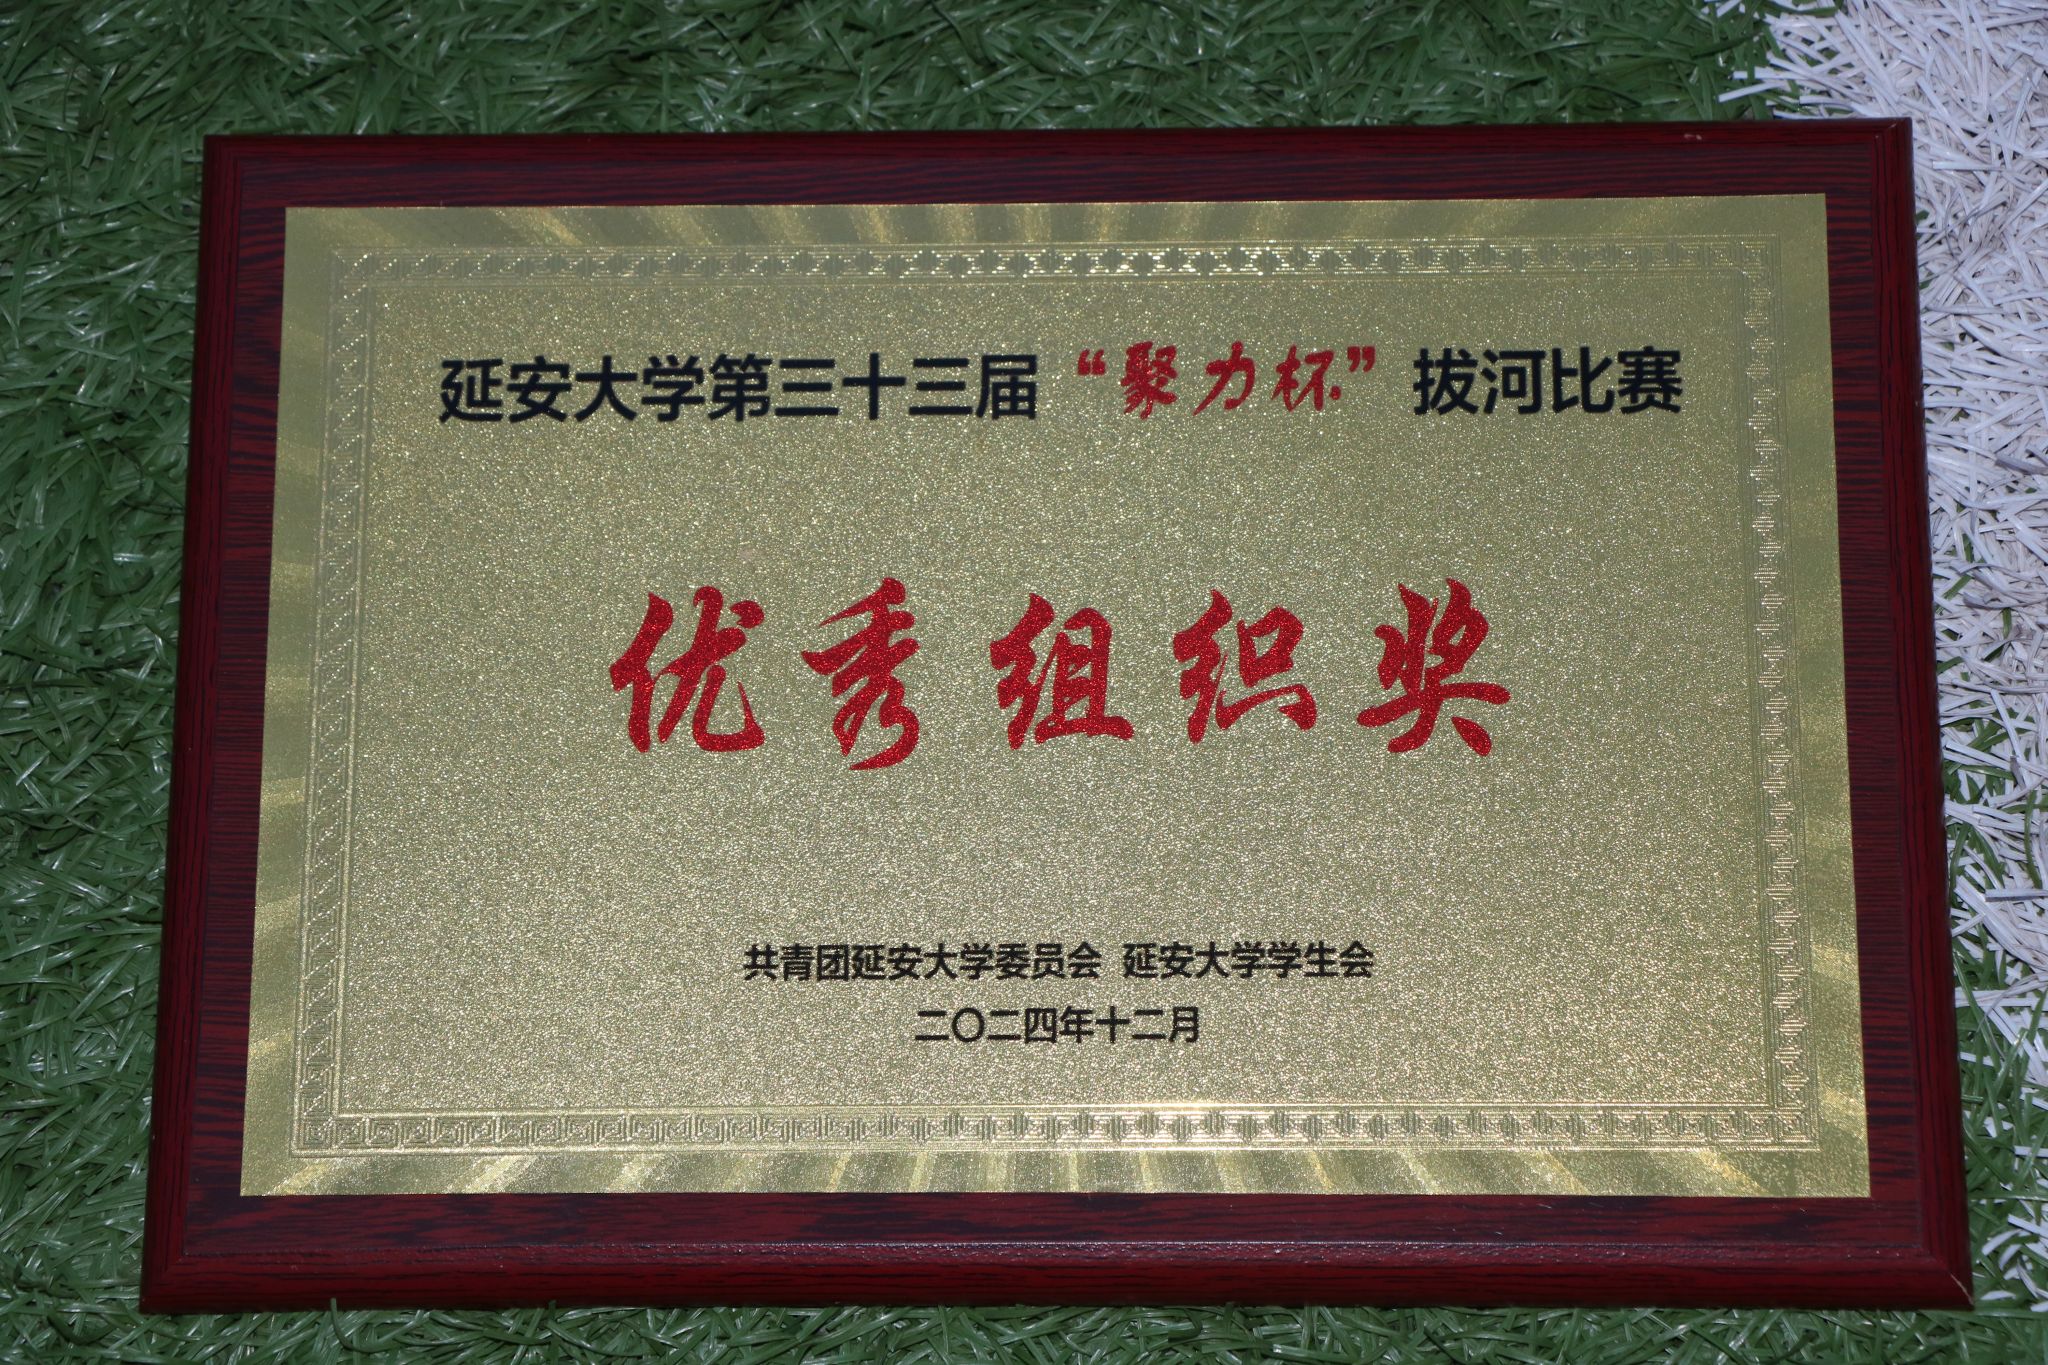 延安大学第三十三届“聚力杯”拔河比赛
优秀组织奖
共青团延安大学委员会 延安大学学生会
二〇二四年十二月